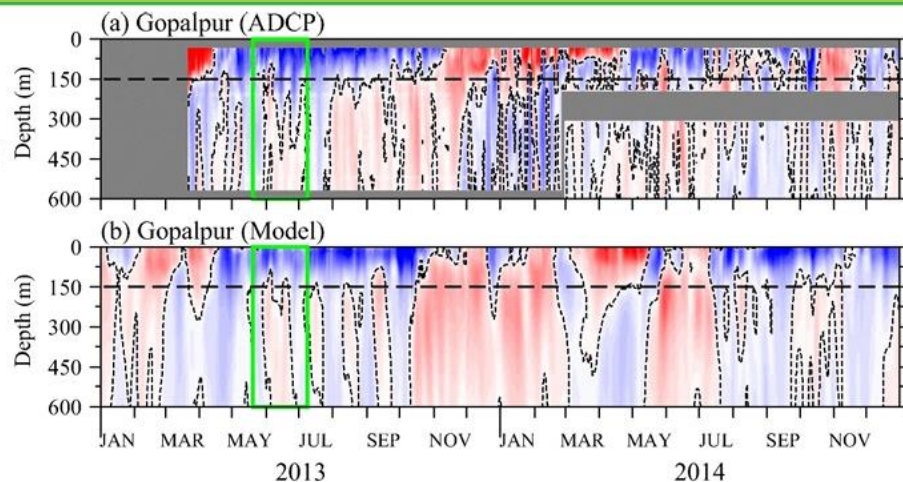 (a) Gopalpur (ADCP)
0
150
300
450
600
Depth (m)
(b) Gopalpur (Model)
0
150
300
450
600
Depth (m)
JAN MAR MAY JUL SEP NOV JAN MAR MAY JUL SEP NOV
2013 2014